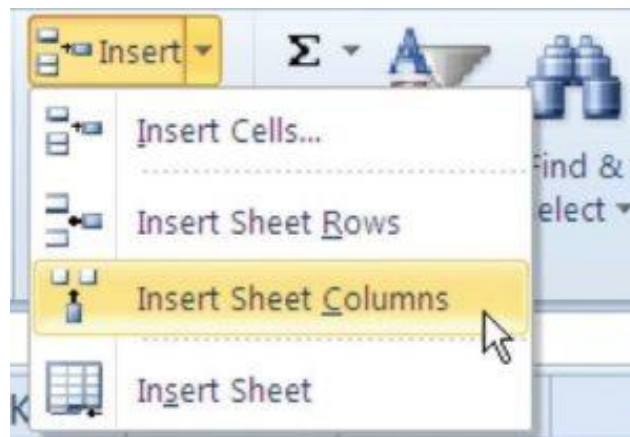 Insert
Σ
A
Find &
Select
Insert Cells...
Insert Sheet Rows
Insert Sheet Columns
Insert Sheet
K